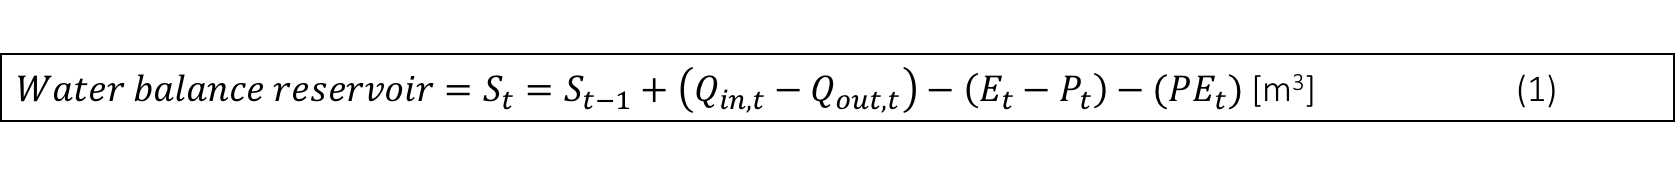 Water balance reservoir = S_t = S_{t−1} + (Q_{in,t} − Q_{out,t}) − (E_t − P_t) − (PE_t) [m³] (1)